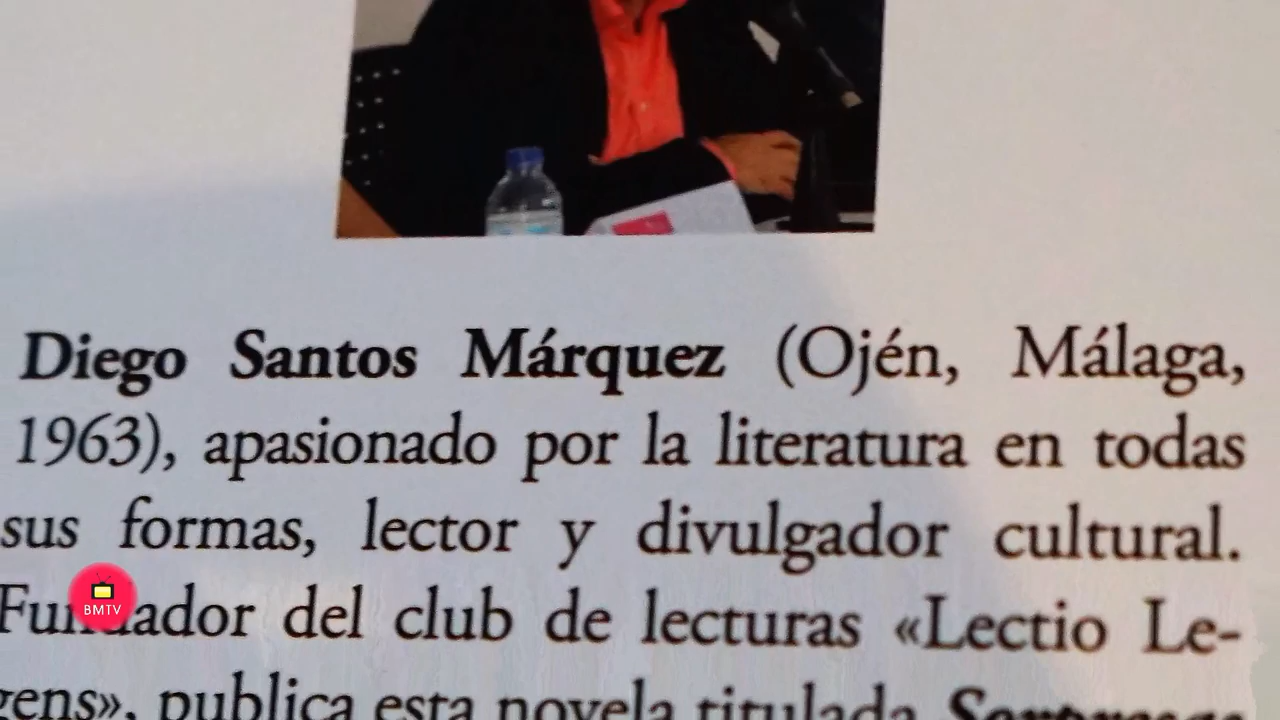 Diego Santos Márquez (Ojén, Málaga,
1963), apasionado por la literatura en todas
sus formas, lector y divulgador cultural.
Fundador del club de lecturas «Lectio Le-
gens», publica esta novela titulada
BMTV